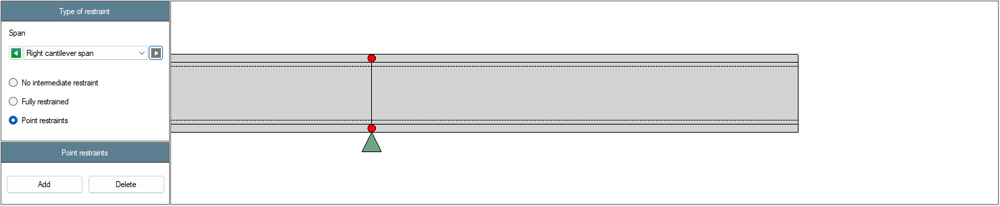 Type of restraint
Span
Right cantilever span
No intermediate restraint
Fully restrained
Point restraints
Point restraints
Add
Delete